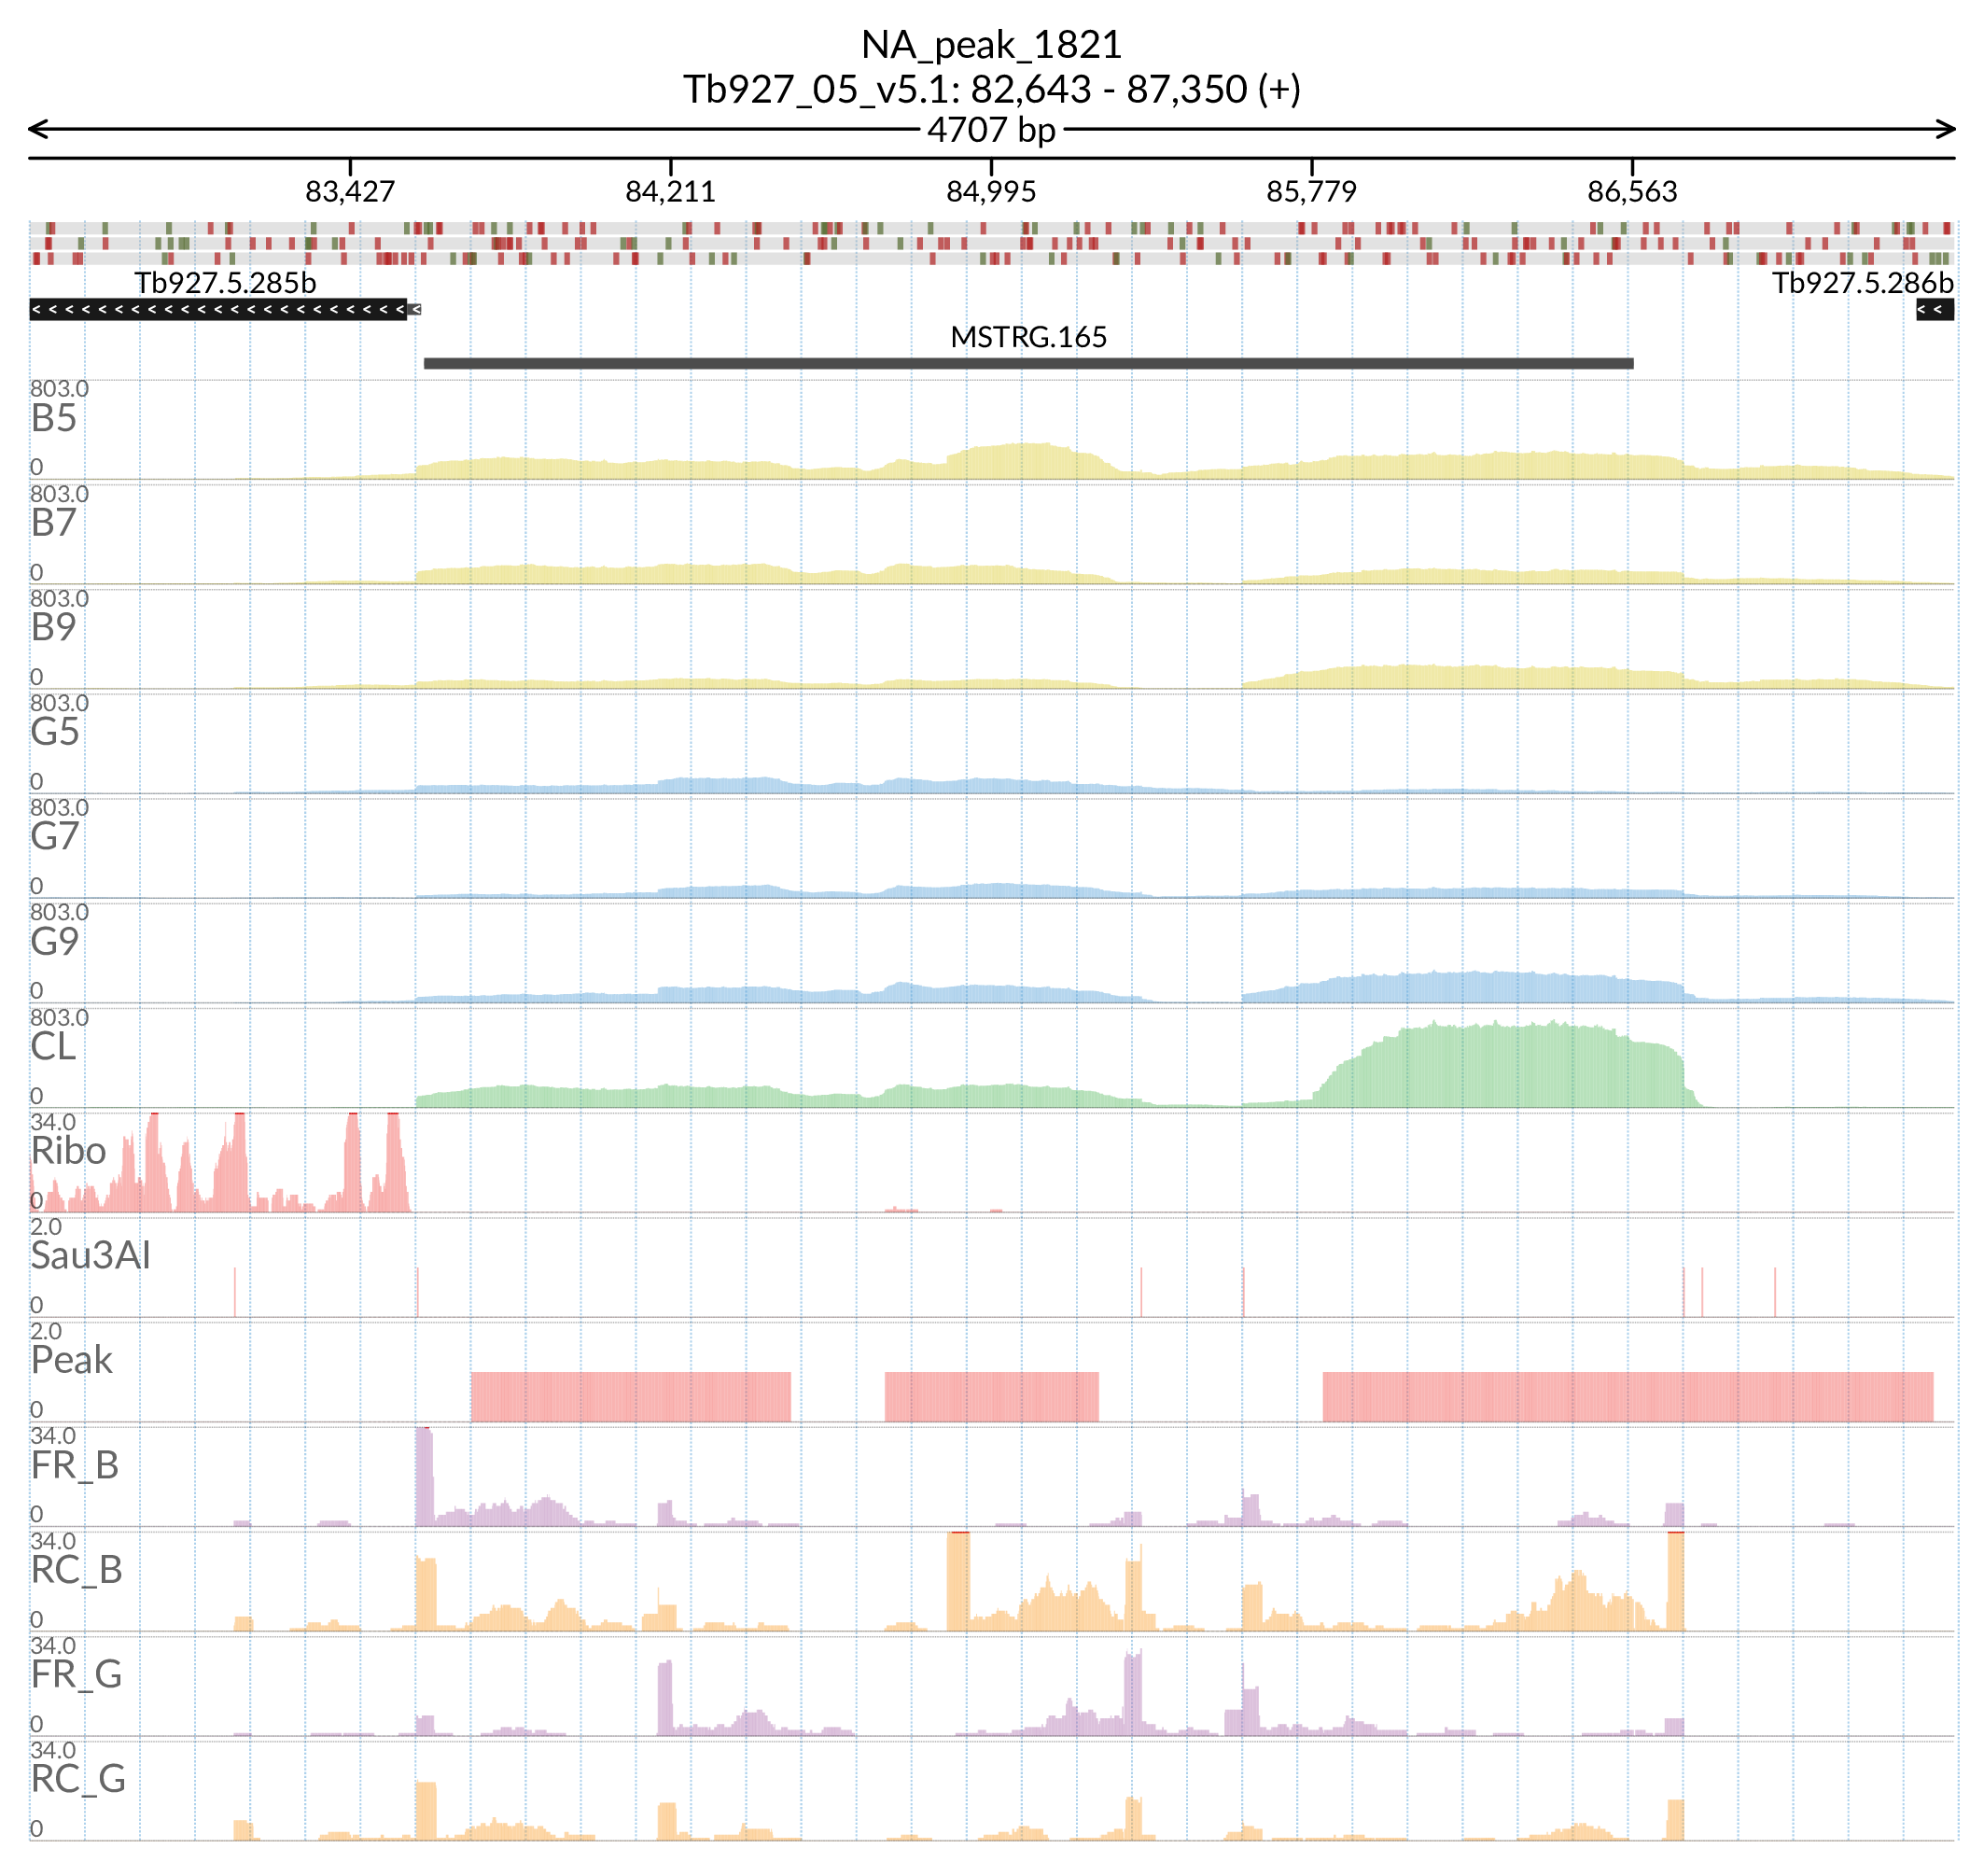 NA_peak_1821
Tb927_05_v5.1: 82,643 - 87,350 (+)
4707 bp
83,427 84,211 84,995 85,779 86,563
Tb927.5.285b Tb927.5.286b
MSTRG.165
803.0
B5
0
803.0
B7
0
803.0
B9
0
803.0
G5
0
803.0
G7
0
803.0
G9
0
803.0
CL
0
34.0
Ribo
0
2.0
Sau3AI
0
2.0
Peak
0
34.0
FR_B
0
34.0
RC_B
0
34.0
FR_G
0
34.0
RC_G
0